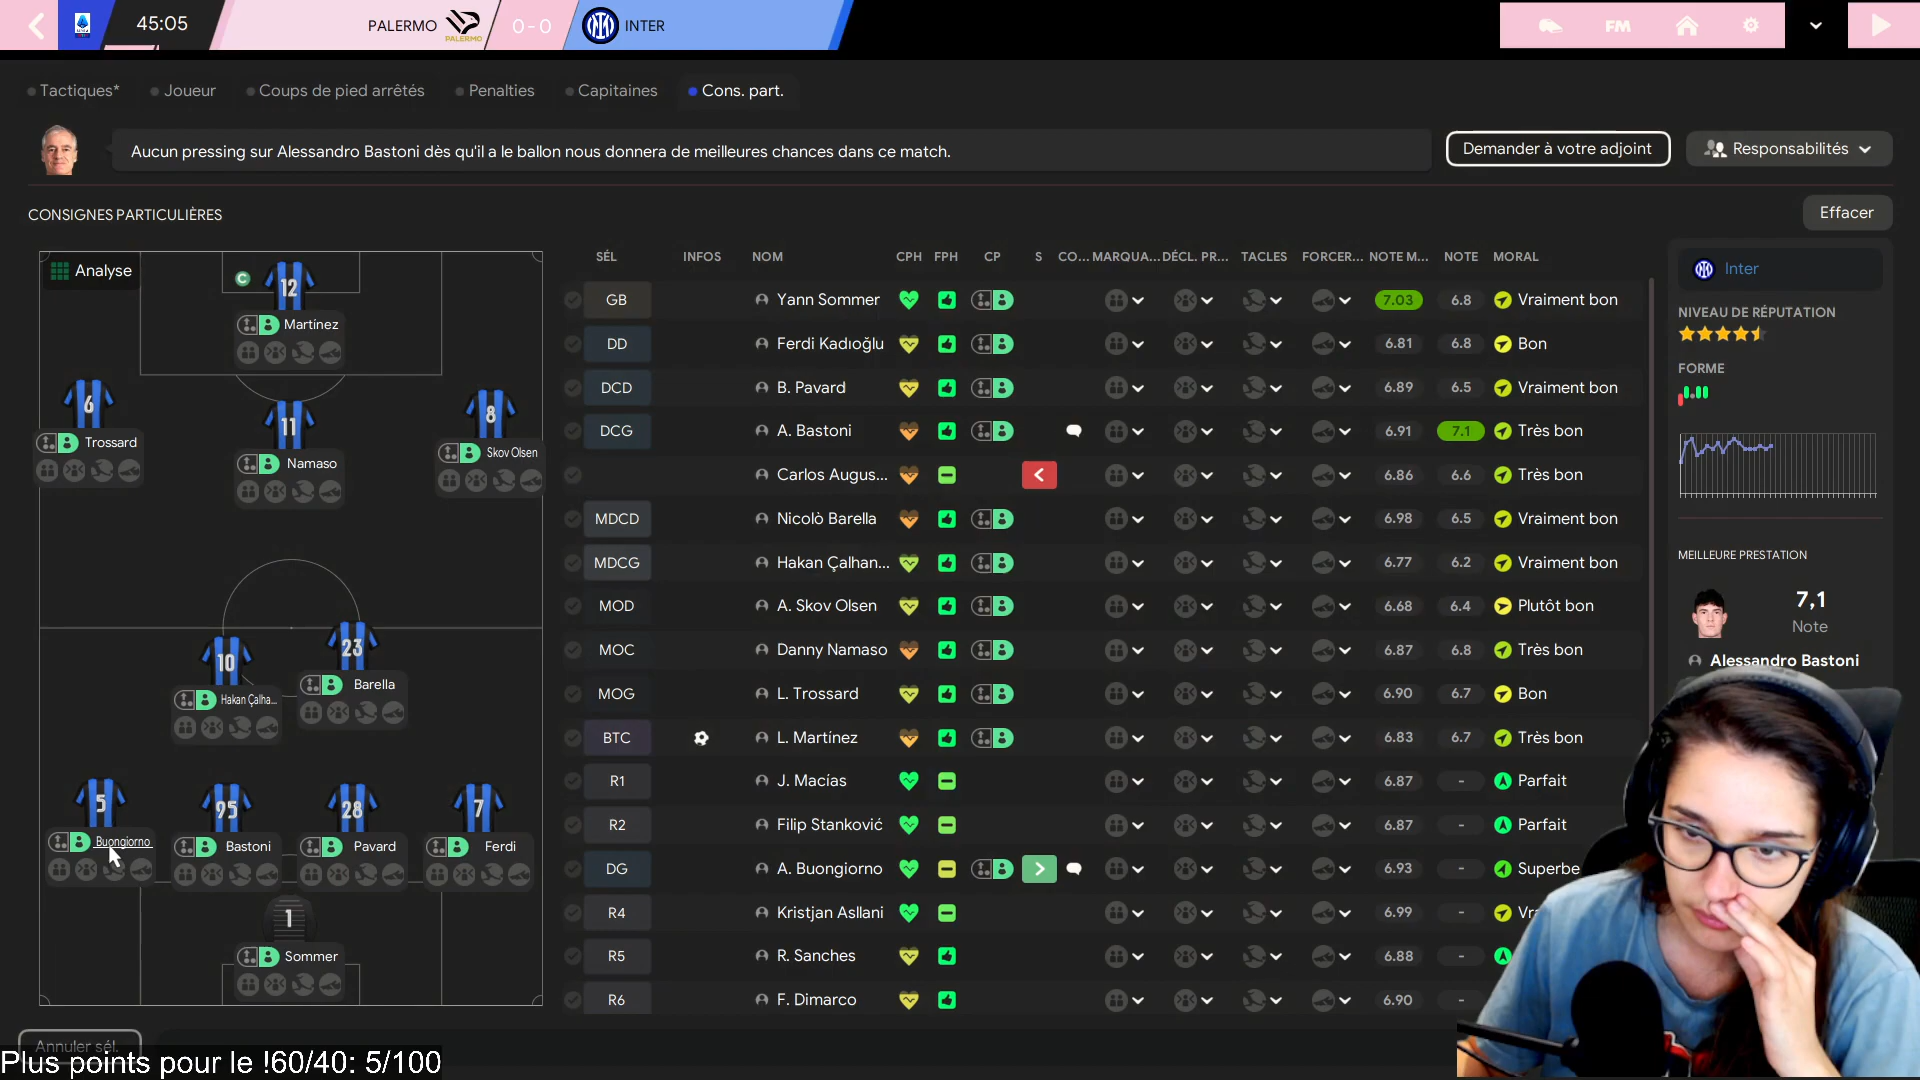 45:05
PALERMO
PALERMO
0 - 0
INTER
FM
Tactiques*
Joueur
Coups de pied arrêtés
Penalties
Capitaines
Cons. part.
Aucun pressing sur Alessandro Bastoni dès qu'il a le ballon nous donnera de meilleures chances dans ce match.
Demander à votre adjoint
Responsabilités
CONSIGNES PARTICULIÈRES
Effacer
Analyse
C
12
Martínez
6
Trossard
11
Namaso
8
Skov Olsen
10
Hakan Çalha...
23
Barella
5
Buongiorno
95
Bastoni
28
Pavard
7
Ferdi
1
Sommer
SÉL INFOS NOM CPH FPH CP S CO... MARQUA... DÉCL. PR... TACLES FORCER... NOTE M... NOTE MORAL
GB Yann Sommer 7.03 6.8 Vraiment bon
DD Ferdi Kadıoğlu 6.81 6.8 Bon
DCD B. Pavard 6.89 6.5 Vraiment bon
DCG A. Bastoni 6.91 7.1 Très bon
Carlos Augus... 6.86 6.6 Très bon
MDCD Nicolò Barella 6.98 6.5 Vraiment bon
MDCG Hakan Çalhan... 6.77 6.2 Vraiment bon
MOD A. Skov Olsen 6.68 6.4 Plutôt bon
MOC Danny Namaso 6.87 6.8 Très bon
MOG L. Trossard 6.90 6.7 Bon
BTC L. Martínez 6.83 6.7 Très bon
R1 J. Macías 6.87 - Parfait
R2 Filip Stanković 6.87 - Parfait
DG A. Buongiorno 6.93 - Superbe
R4 Kristjan Asllani 6.99 -
R5 R. Sanches 6.88 -
R6 F. Dimarco 6.90 -
Inter
NIVEAU DE RÉPUTATION
FORME
MEILLEURE PRESTATION
7,1
Note
Alessandro Bastoni
Annuler sél.
Plus points pour le !60/40: 5/100